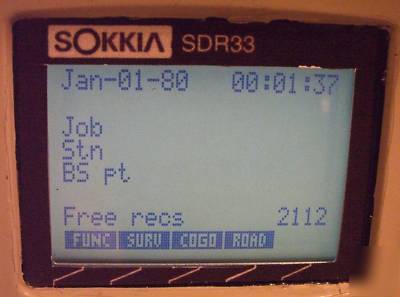 SOKKIA SDR33
Jan-01-80 00:01:37
Job
Stn
BS pt
Free recs 2112
FUNC SURV COGO ROAD